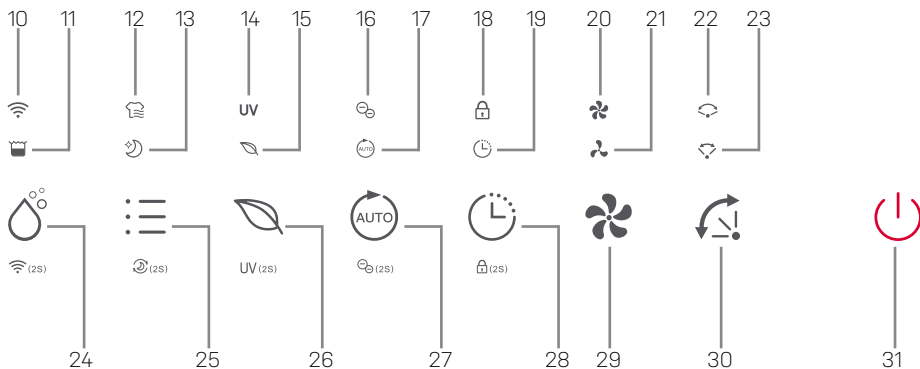 10 11 12 13 14 15 16 17 18 19 20 21 22 23
UV
AUTO
AUTO
(2S) (2S) UV (2S) (2S) (2S)
24 25 26 27 28 29 30 31